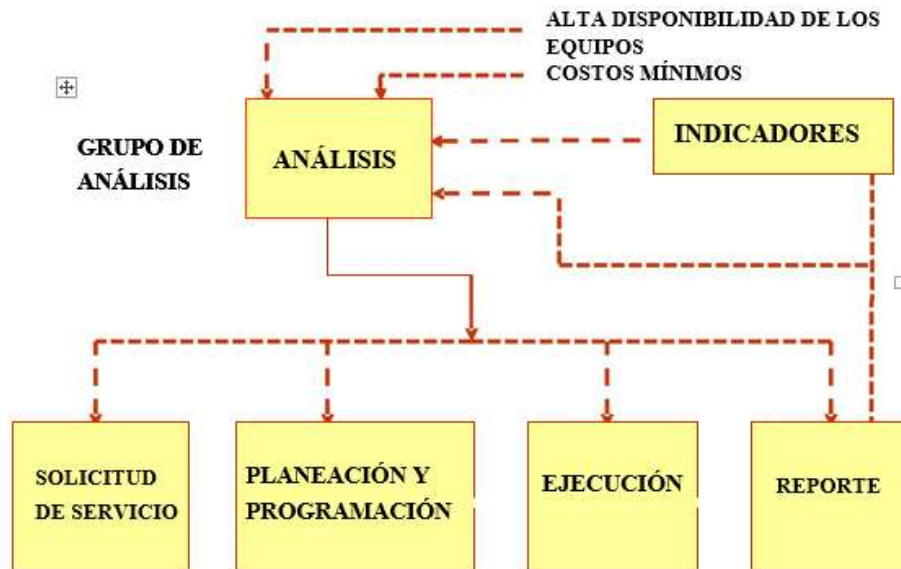 ALTA DISPONIBILIDAD DE LOS
EQUIPOS
COSTOS MÍNIMOS
GRUPO DE
ANÁLISIS
ANÁLISIS
INDICADORES
SOLICITUD
DE SERVICIO
PLANEACIÓN Y
PROGRAMACIÓN
EJECUCIÓN
REPORTE